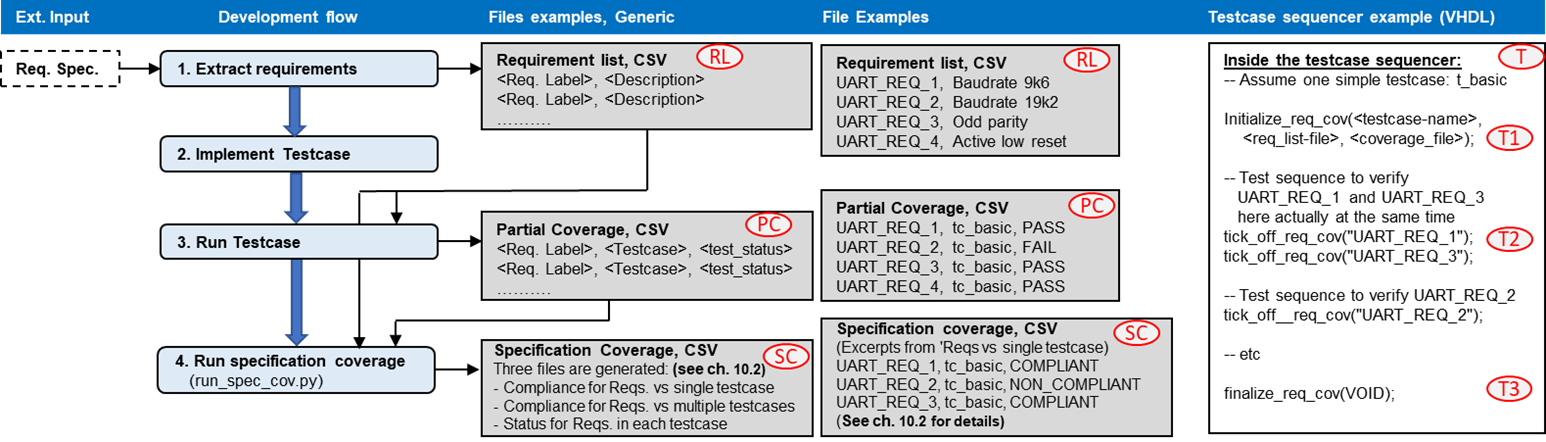 Ext. Input
Development flow
Files examples, Generic
File Examples
Testcase sequencer example (VHDL)
Req. Spec.
1. Extract requirements
2. Implement Testcase
3. Run Testcase
4. Run specification coverage
(run_spec_cov.py)
Requirement list, CSV RL
<Req. Label>, <Description>
<Req. Label>, <Description>
..........
Partial Coverage, CSV PC
<Req. Label>, <Testcase>, <test_status>
<Req. Label>, <Testcase>, <test_status>
..........
Specification Coverage, CSV SC
Three files are generated: (see ch. 10.2)
- Compliance for Reqs. vs single testcase
- Compliance for Reqs. vs multiple testcases
- Status for Reqs. in each testcase
Requirement list, CSV RL
UART_REQ_1, Baudrate 9k6
UART_REQ_2, Baudrate 19k2
UART_REQ_3, Odd parity
UART_REQ_4, Active low reset
Partial Coverage, CSV PC
UART_REQ_1, tc_basic, PASS
UART_REQ_2, tc_basic, FAIL
UART_REQ_3, tc_basic, PASS
UART_REQ_4, tc_basic, PASS
Specification coverage, CSV SC
(Excerpts from 'Reqs vs single testcase)
UART_REQ_1, tc_basic, COMPLIANT
UART_REQ_2, tc_basic, NON_COMPLIANT
UART_REQ_3, tc_basic, COMPLIANT
(See ch. 10.2 for details)
Inside the testcase sequencer: T
-- Assume one simple testcase: t_basic
Initialize_req_cov(<testcase-name>,
<req_list-file>, <coverage_file>); T1
-- Test sequence to verify
UART_REQ_1 and UART_REQ_3
here actually at the same time
tick_off_req_cov("UART_REQ_1"); T2
tick_off_req_cov("UART_REQ_3");
-- Test sequence to verify UART_REQ_2
tick_off__req_cov("UART_REQ_2");
-- etc
finalize_req_cov(VOID); T3